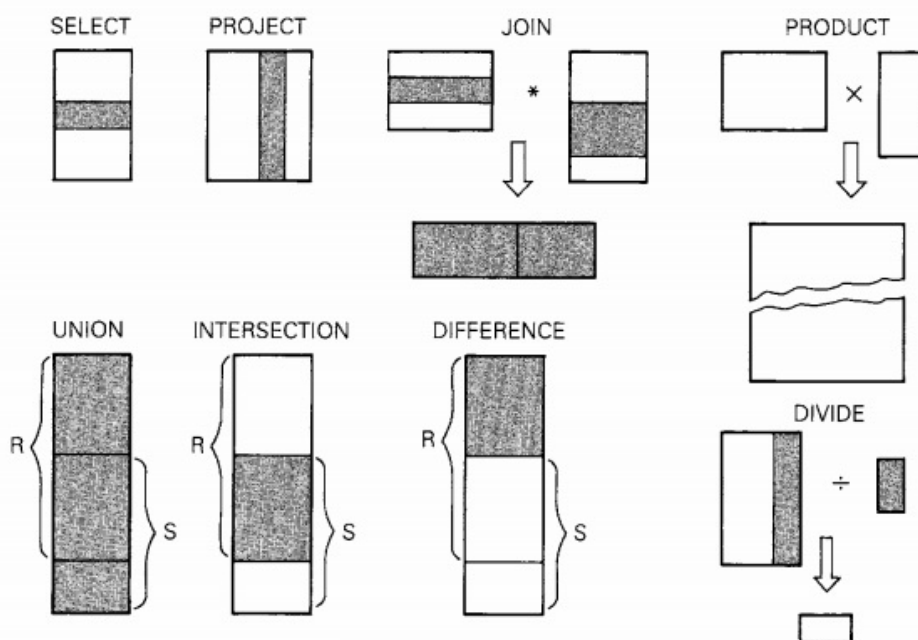 SELECT PROJECT JOIN PRODUCT
* ×
UNION INTERSECTION DIFFERENCE
R S R S R S
DIVIDE
÷